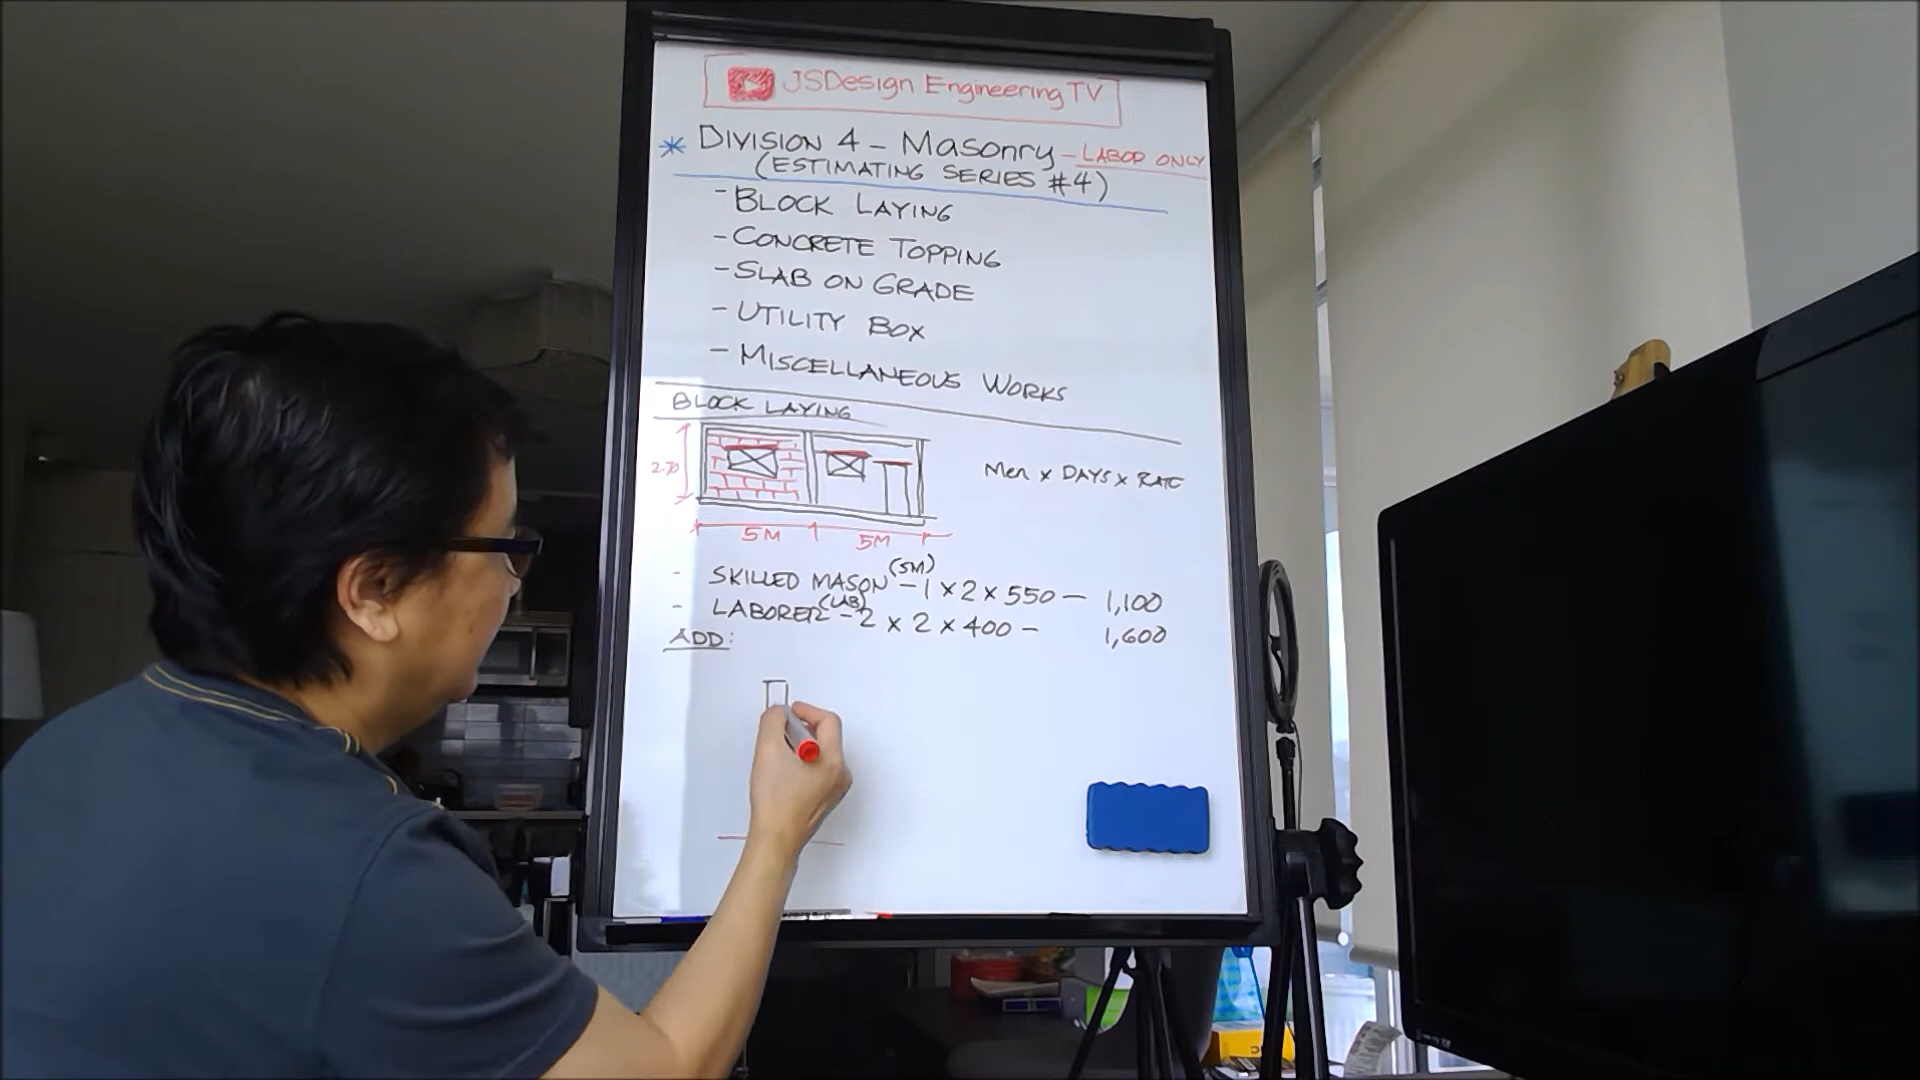 JSDesign Engineering TV
* DIVISION 4 - Masonry - LABOR ONLY
(ESTIMATING SERIES #4)
- BLOCK LAYING
- CONCRETE TOPPING
- SLAB ON GRADE
- UTILITY BOX
- MISCELLANEOUS WORKS
BLOCK LAYING
2.70
Men x DAYS x RATE
5M 5M
(SM)
- SKILLED MASON - 1 x 2 x 550 - 1,100
(LAB)
- LABORER - 2 x 2 x 400 - 1,600
ADD: